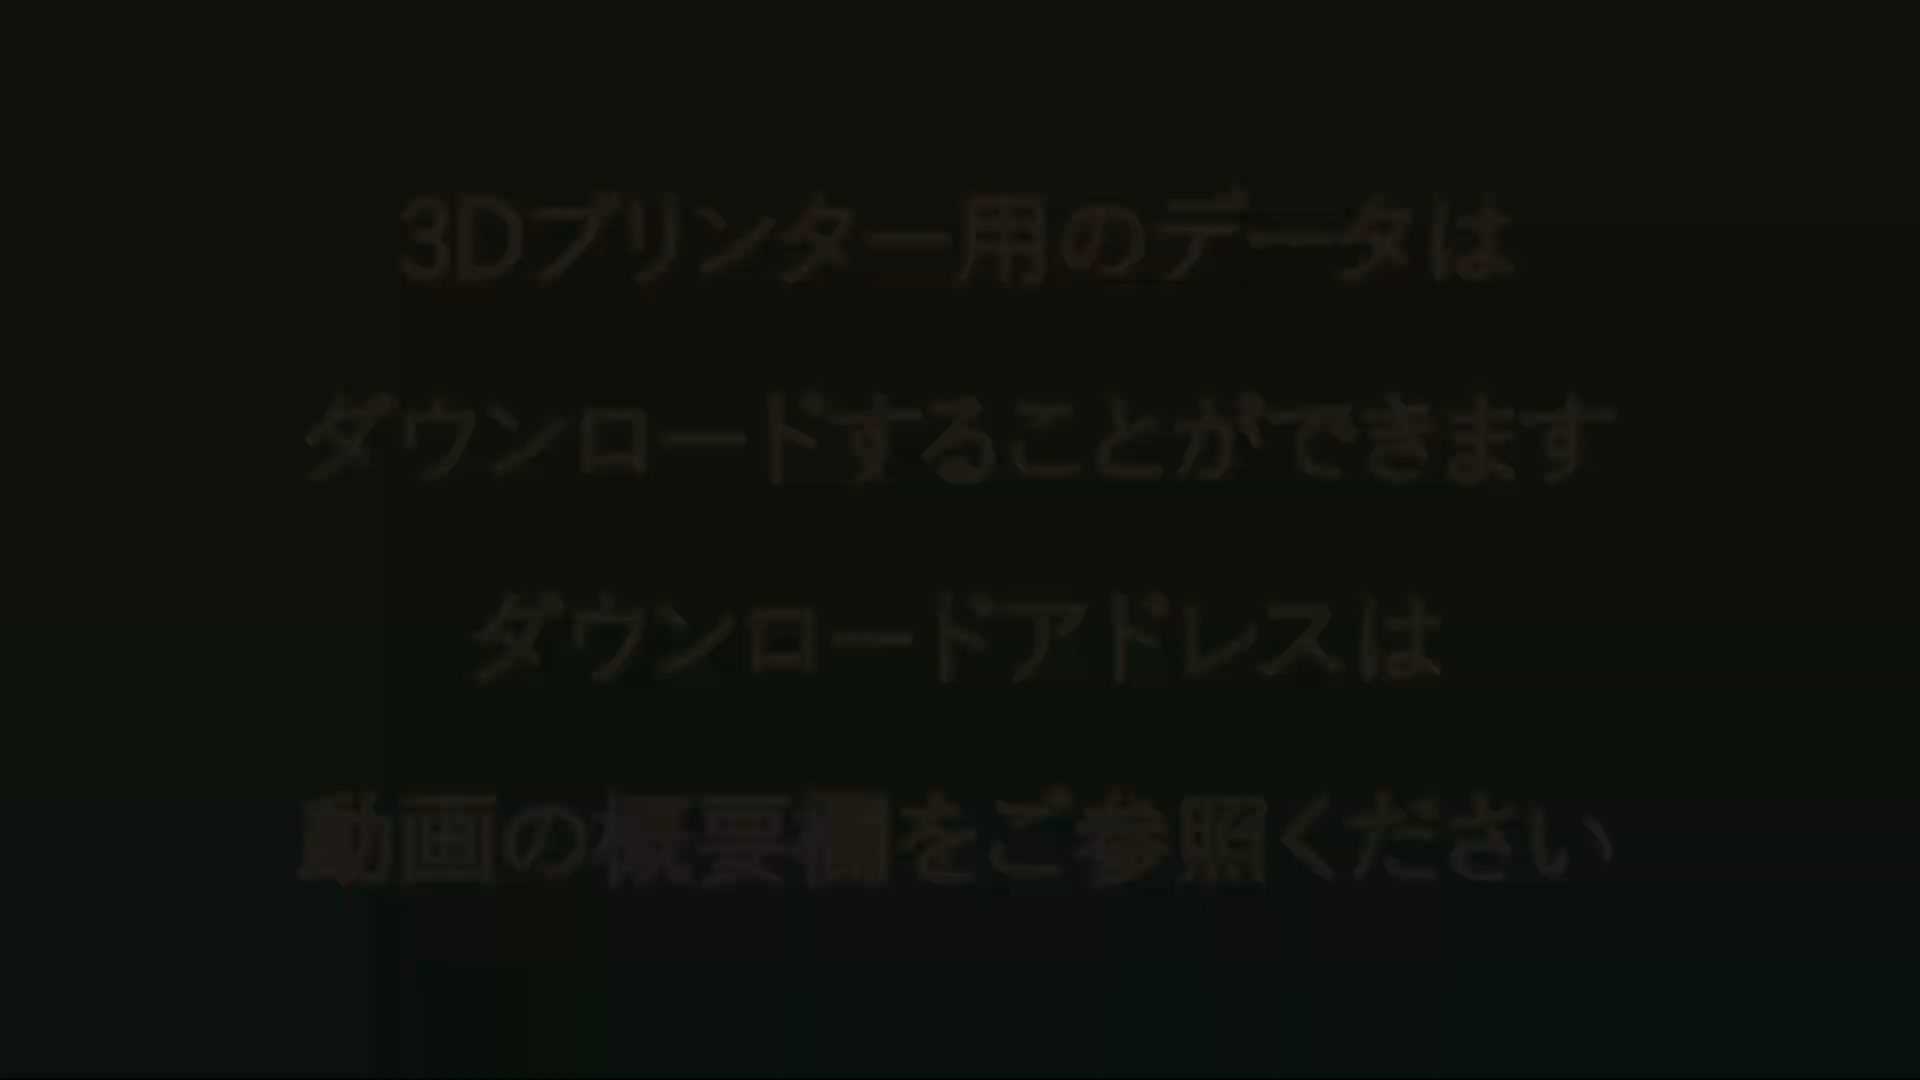 3Dプリンター用のデータは
ダウンロードすることができます
ダウンロードアドレスは
動画の概要欄をご参照ください